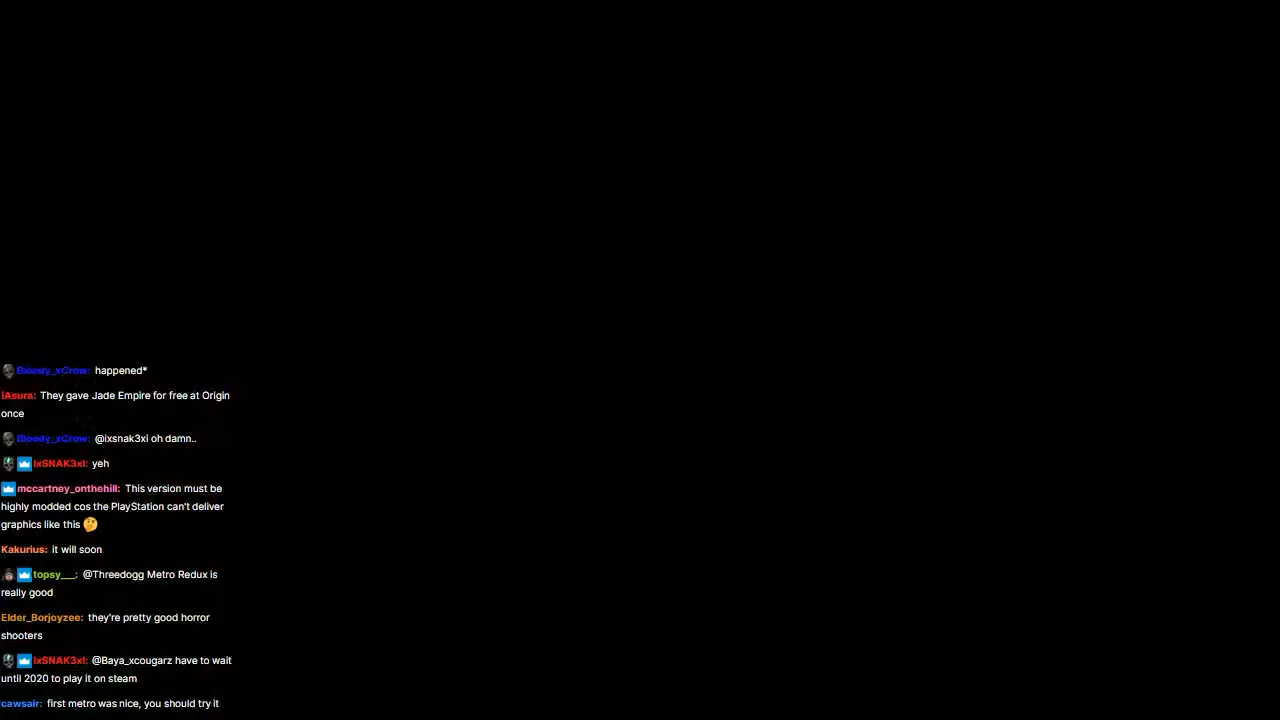 Bloody_xCrow: happened*
iAsura: They gave Jade Empire for free at Origin
once
Bloody_xCrow: @ixsnak3xi oh damn..
IxSNAK3xI: yeh
mccartney_onthehill: This version must be
highly modded cos the PlayStation can't deliver
graphics like this 🤔
Kakurius: it will soon
topsy___: @Threedogg Metro Redux is
really good
Elder_Borjoyzee: they're pretty good horror
shooters
IxSNAK3xI: @Baya_xcougarz have to wait
until 2020 to play it on steam
cawsair: first metro was nice, you should try it